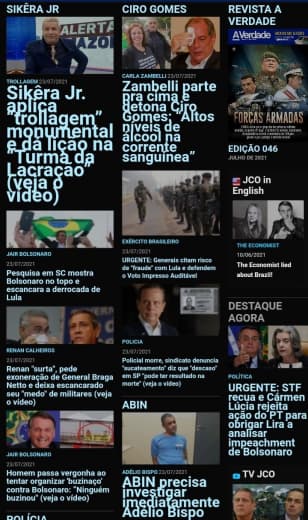 SIKÊRA JR
TROLLAGEM 23/07/2021
Sikêra Jr.
aplica
"trollagem"
monumental
e dá lição na
"Turma da
Lacração"
(veja o
vídeo)
JAIR BOLSONARO
23/07/2021
Pesquisa em SC mostra
Bolsonaro no topo e
escancara a derrocada de
Lula
RENAN CALHEIROS
23/07/2021
Renan "surta", pede
exoneração de General Braga
Netto e deixa escancarado
seu "medo" de militares (veja
o vídeo)
JAIR BOLSONARO
23/07/2021
Homem passa vergonha ao
tentar organizar 'buzinaço'
contra Bolsonaro: "Ninguém
buzinou" (veja o vídeo)
POLÍCIA
CIRO GOMES
CARLA ZAMBELLI 23/07/2021
Zambelli parte
pra cima e
detona Ciro
Gomes: "Altos
níveis de
álcool na
corrente
sanguínea"
EXÉRCITO BRASILEIRO
23/07/2021
URGENTE: Generais citam risco
de "fraude" com Lula e defendem
o Voto Impresso Auditável
POLICIA
23/07/2021
Policial morre, sindicato denuncia
"sucateamento" diz que "descaso"
em SP "pode ter resultado na
morte" (veja o vídeo)
ABIN
ADÉLIO BISPO 23/07/2021
ABIN precisa
investigar
imediatamente
Adélio Bispo
REVISTA A
VERDADE
A Verdade
FORÇAS ARMADAS
EDIÇÃO 046
JULHO DE 2021
JCO in
English
THE ECONOMIST
10/06/2021
The Economist lied
about Brazil!
DESTAQUE
AGORA
POLÍTICA
URGENTE: STF
recua e Cármen
Lúcia rejeita
ação do PT para
obrigar Lira a
analisar
impeachment
de Bolsonaro
TV JCO